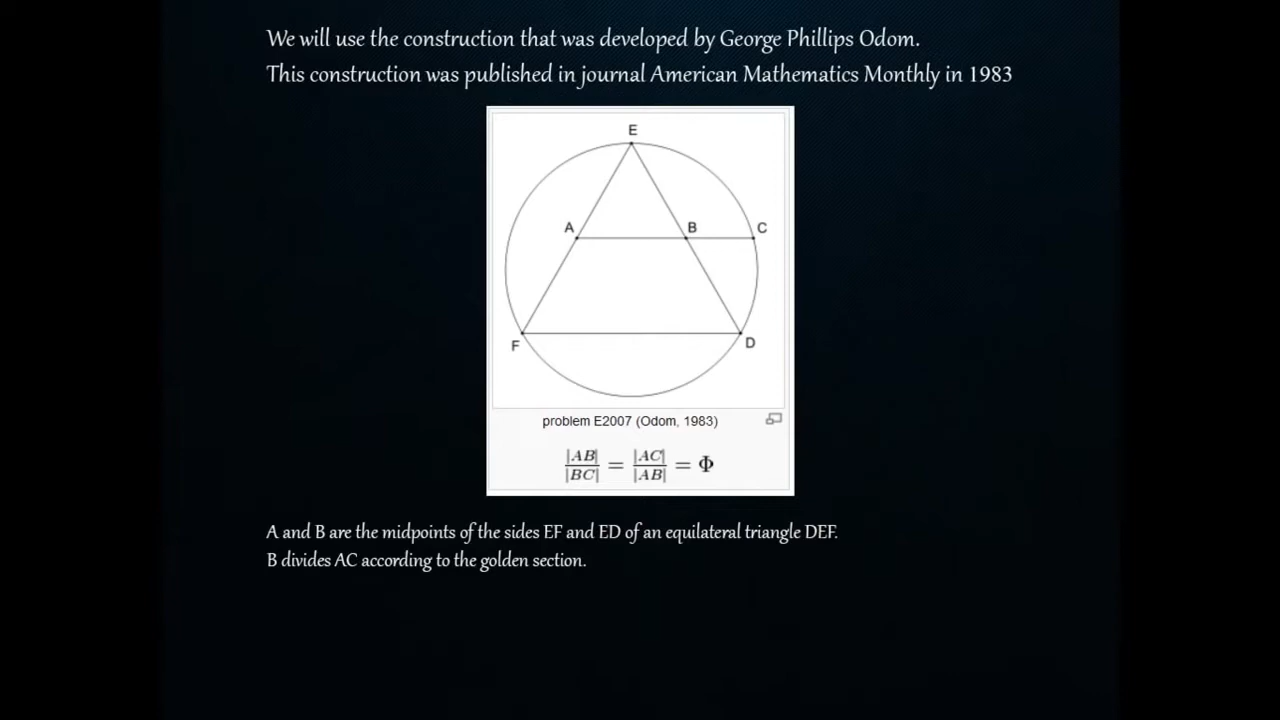 We will use the construction that was developed by George Phillips Odom.
This construction was published in journal American Mathematics Monthly in 1983
E
A B C
F D
problem E2007 (Odom, 1983)
|AB|/|BC| = |AC|/|AB| = Φ
A and B are the midpoints of the sides EF and ED of an equilateral triangle DEF.
B divides AC according to the golden section.